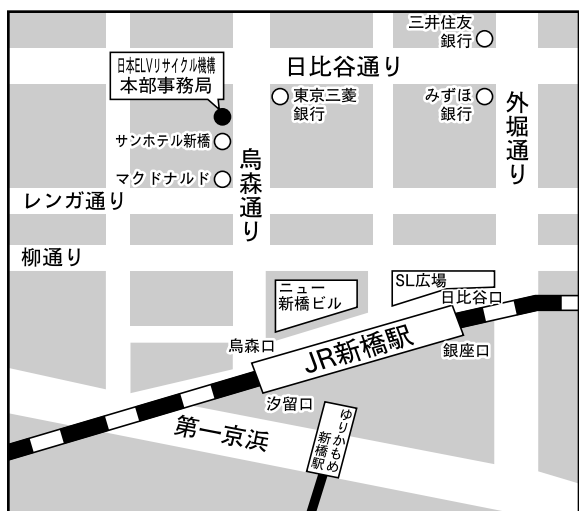 三井住友
銀行
日本ELVリサイクル機構
本部事務局
日比谷通り
東京三菱
銀行
みずほ
銀行
外堀通り
サンホテル新橋
烏森通り
マクドナルド
レンガ通り
柳通り
ニュー
新橋ビル
SL広場
日比谷口
烏森口
JR新橋駅
銀座口
汐留口
第一京浜
ゆりかもめ
新橋駅